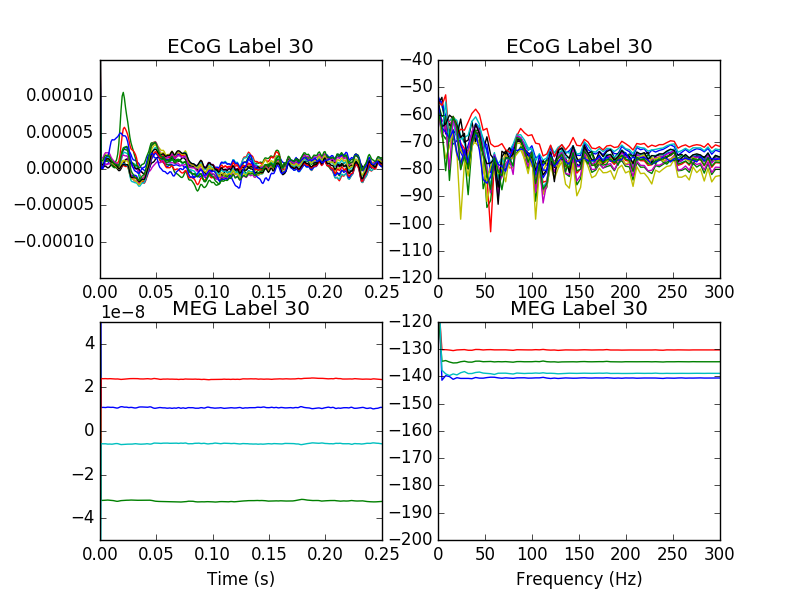 ECoG Label 30
0.00010
0.00005
0.00000
−0.00005
−0.00010
0.00 0.05 0.10 0.15 0.20 0.25
ECoG Label 30
−40
−50
−60
−70
−80
−90
−100
−110
−120
0 50 100 150 200 250 300
1e−8
MEG Label 30
4
2
0
−2
−4
0.00 0.05 0.10 0.15 0.20 0.25
Time (s)
MEG Label 30
−120
−130
−140
−150
−160
−170
−180
−190
−200
0 50 100 150 200 250 300
Frequency (Hz)